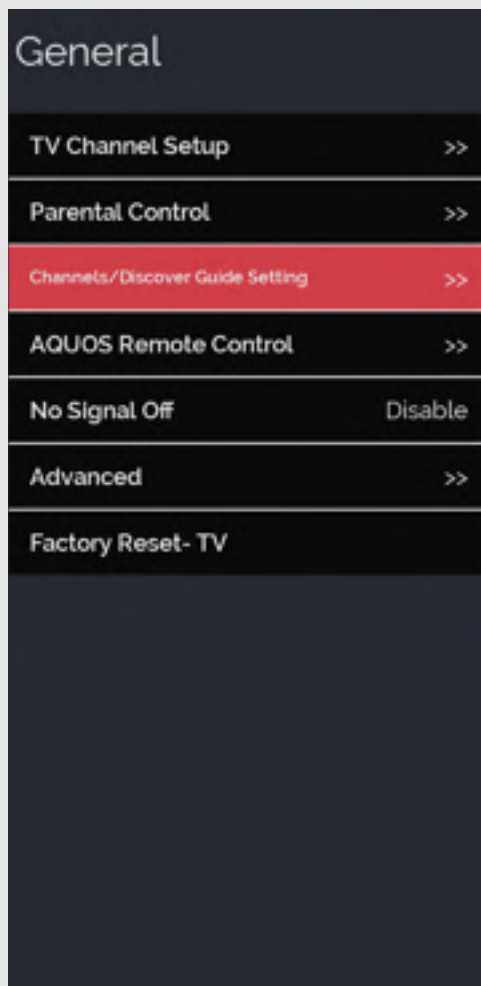 General
TV Channel Setup >>
Parental Control >>
Channels/Discover Guide Setting >>
AQUOS Remote Control >>
No Signal Off Disable
Advanced >>
Factory Reset- TV